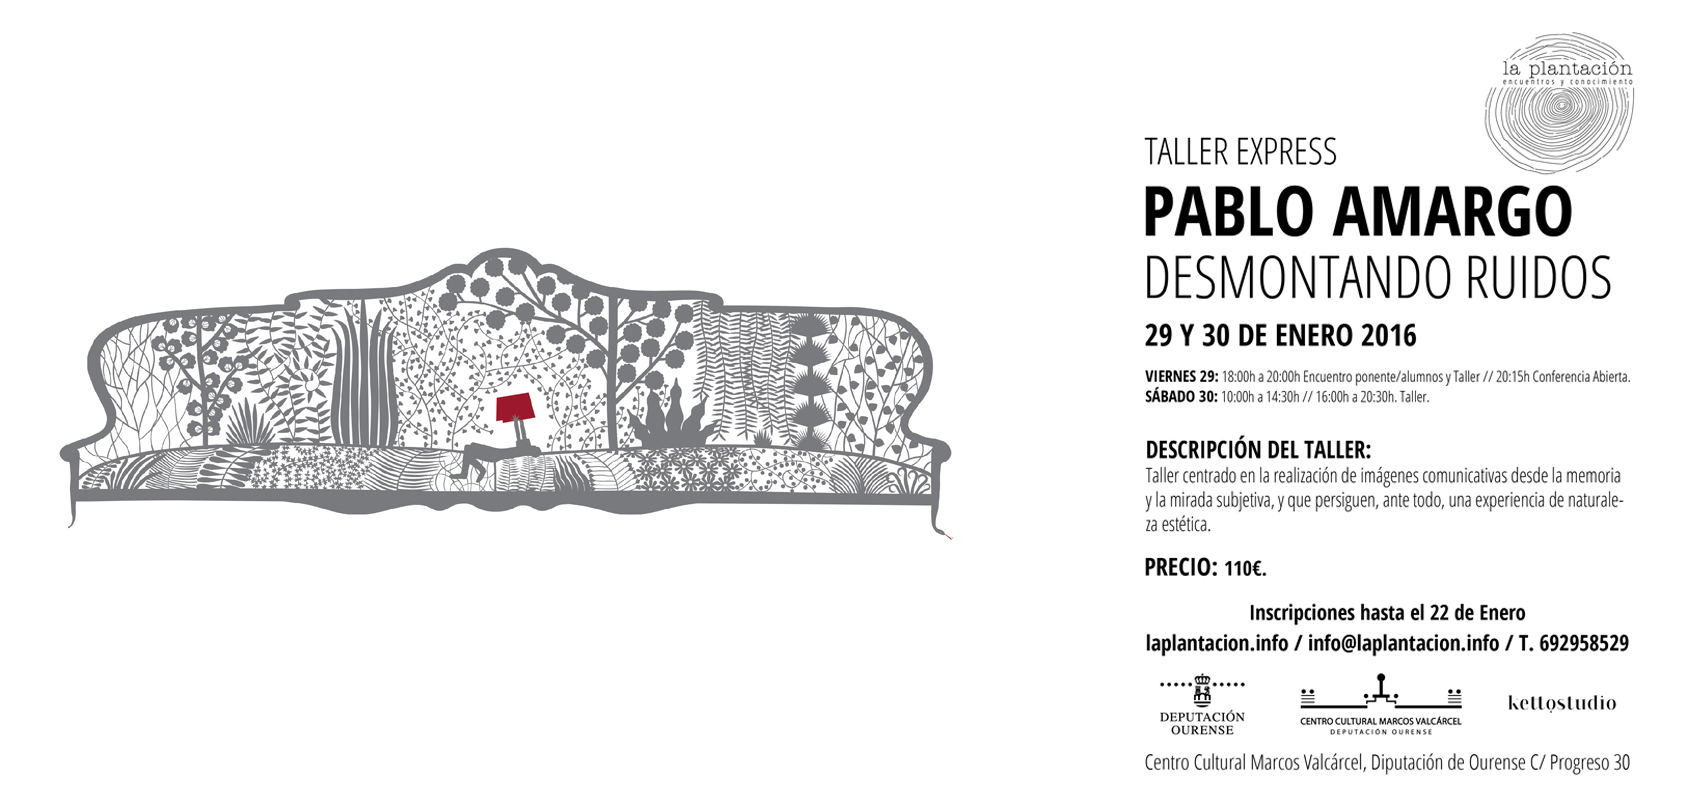 la plantación
encuentros y conocimiento
TALLER EXPRESS
PABLO AMARGO
DESMONTANDO RUIDOS
29 Y 30 DE ENERO 2016
VIERNES 29: 18:00h a 20:00h Encuentro ponente/alumnos y Taller // 20:15h Conferencia Abierta.
SÁBADO 30: 10:00h a 14:30h // 16:00h a 20:30h. Taller.
DESCRIPCIÓN DEL TALLER:
Taller centrado en la realización de imágenes comunicativas desde la memoria
y la mirada subjetiva, y que persiguen, ante todo, una experiencia de naturale-
za estética.
PRECIO: 110€.
Inscripciones hasta el 22 de Enero
laplantacion.info / info@laplantacion.info / T. 692958529
DEPUTACIÓN
OURENSE
CENTRO CULTURAL MARCOS VALCÁRCEL
DEPUTACIÓN OURENSE
kettostudio
Centro Cultural Marcos Valcárcel, Diputación de Ourense C/ Progreso 30